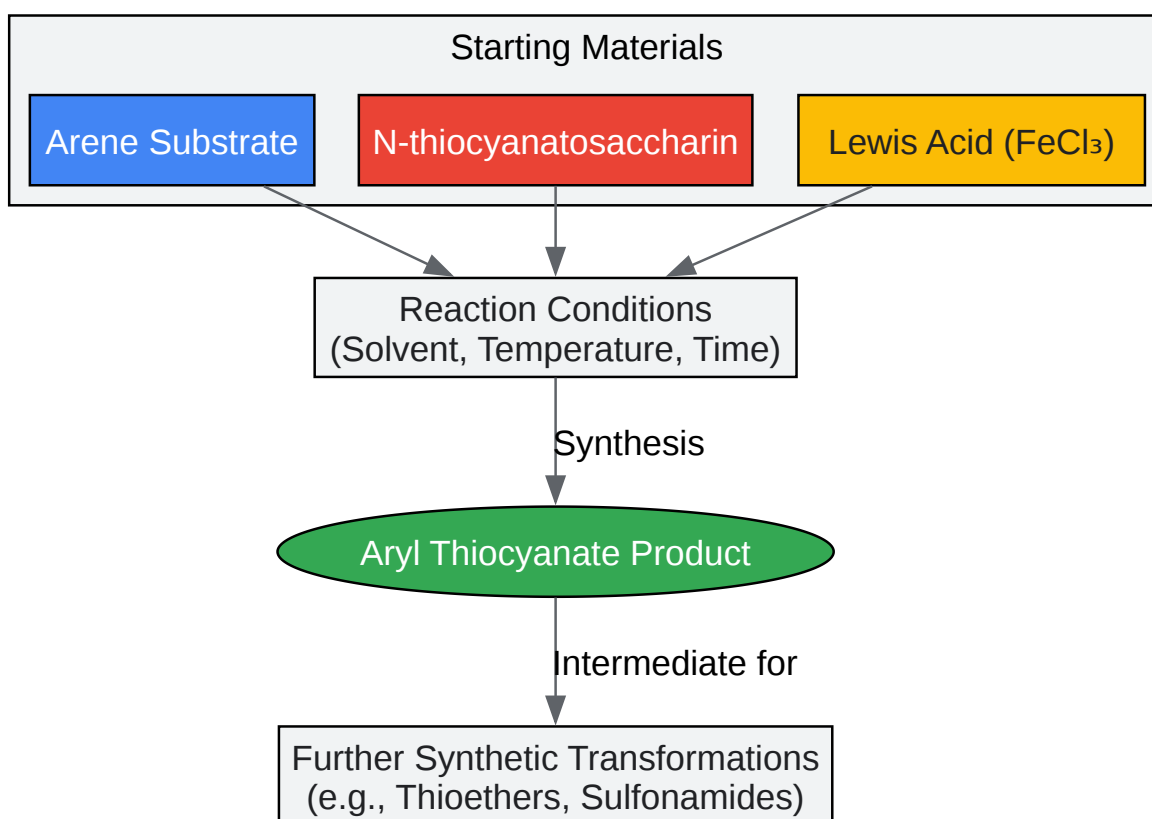 Starting Materials
Arene Substrate
N-thiocyanatosaccharin
Lewis Acid (FeCl₃)
Reaction Conditions
(Solvent, Temperature, Time)
Synthesis
Aryl Thiocyanate Product
Intermediate for
Further Synthetic Transformations
(e.g., Thioethers, Sulfonamides)